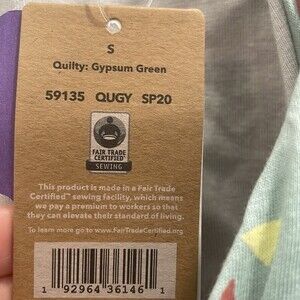 S
Quilty: Gypsum Green
59135 QUGY SP20
FAIR TRADE
CERTIFIED™
SEWING
This product is made in a Fair Trade
Certified™ sewing facility, which means
we pay a premium to workers so that
they can elevate their standard of living.
To learn more go to www.FairTradeCertified.org
1 92964 36146 1